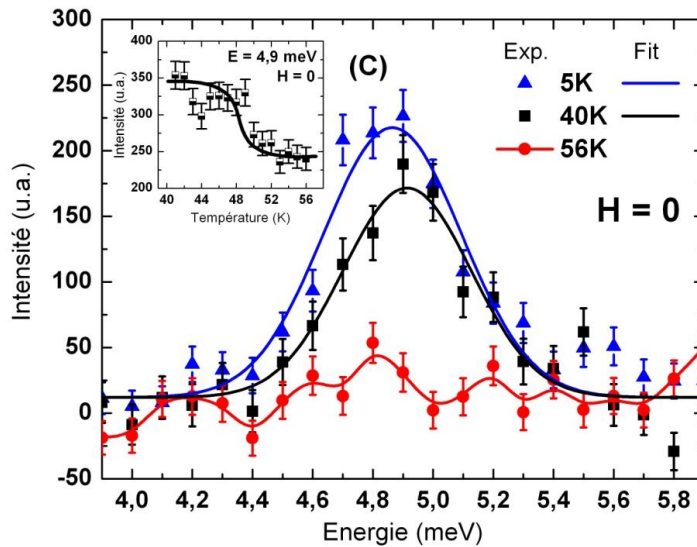 300
250
200
150
100
50
0
-50
Intensité (u.a.)
4,0 4,2 4,4 4,6 4,8 5,0 5,2 5,4 5,6 5,8
Energie (meV)
(C)
Exp. Fit
5K
40K
56K
H = 0
400
350
300
250
200
Intensité (u.a.)
40 44 48 52 56
Température (K)
E = 4,9 meV
H = 0